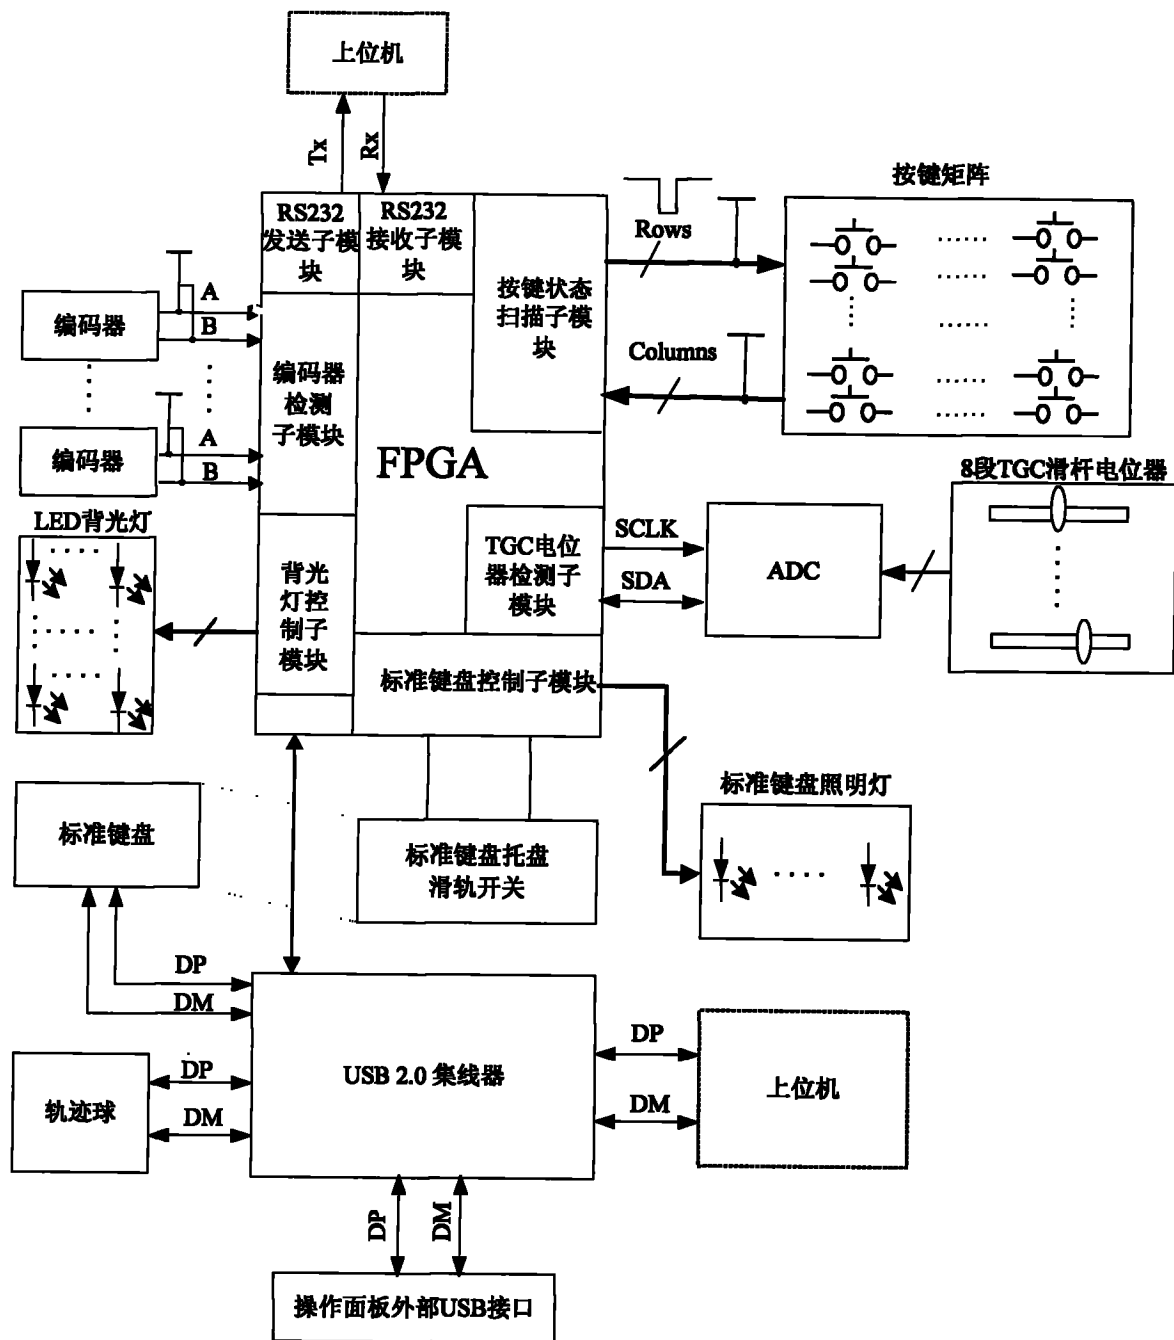 上位机
Tx
Rx
RS232
发送子模
块
RS232
接收子模
块
按键状态
扫描子模
块
Rows
Columns
按键矩阵
编码器
A
B
编码器
A
B
编码器
检测
子模块
FPGA
LED背光灯
背光
灯控
制子
模块
TGC电位
器检测子
模块
SCLK
SDA
ADC
8段TGC滑杆电位器
标准键盘控制子模块
标准键盘照明灯
标准键盘
标准键盘托盘
滑轨开关
DP
DM
轨迹球
DP
DM
USB 2.0 集线器
DP
DM
上位机
DP
DM
操作面板外部USB接口